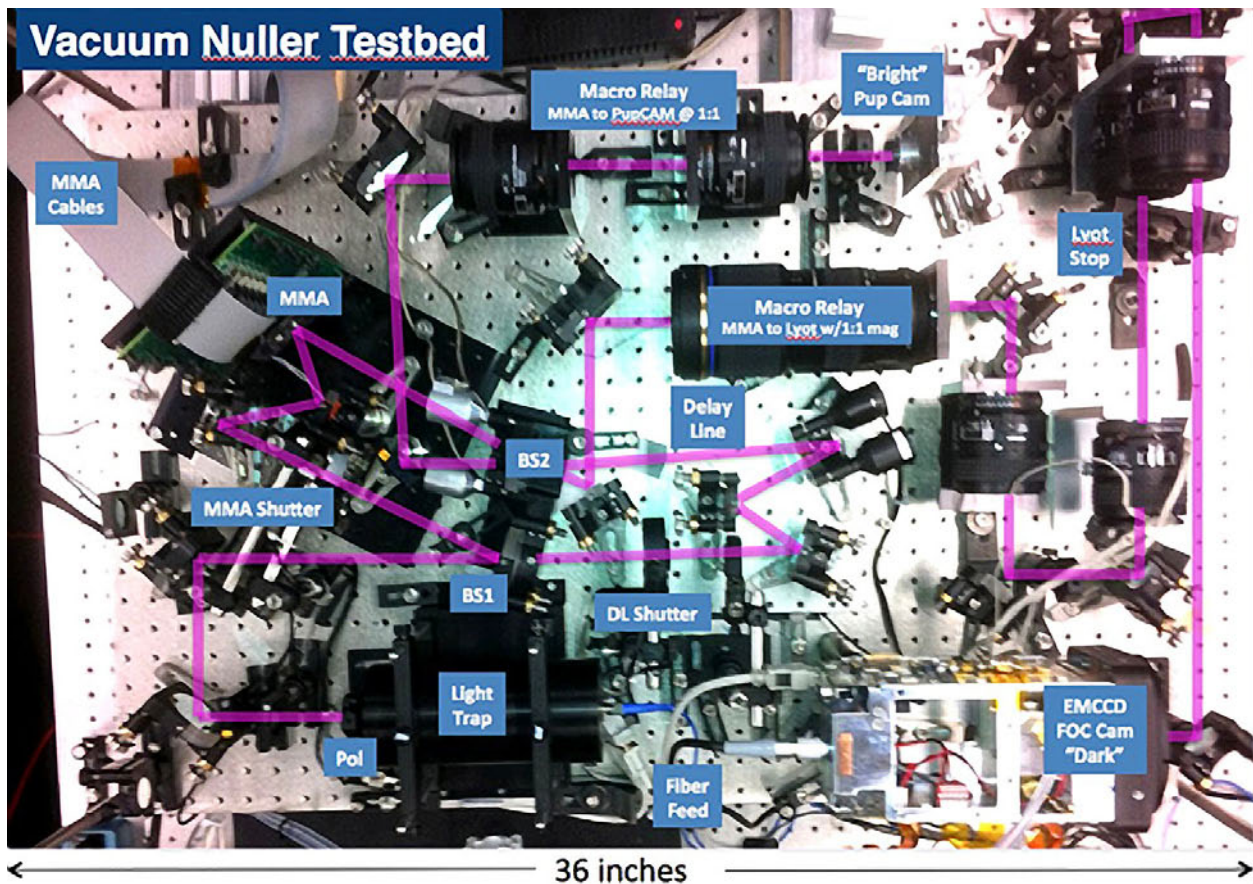 Vacuum Nuller Testbed
Macro Relay
MMA to PupCAM @ 1:1
"Bright"
Pup Cam
MMA
Cables
Lyot
Stop
MMA
Macro Relay
MMA to Lyot w/1:1 mag
Delay
Line
BS2
MMA Shutter
BS1
DL Shutter
Light
Trap
EMCCD
FOC Cam
"Dark"
Pol
Fiber
Feed
36 inches